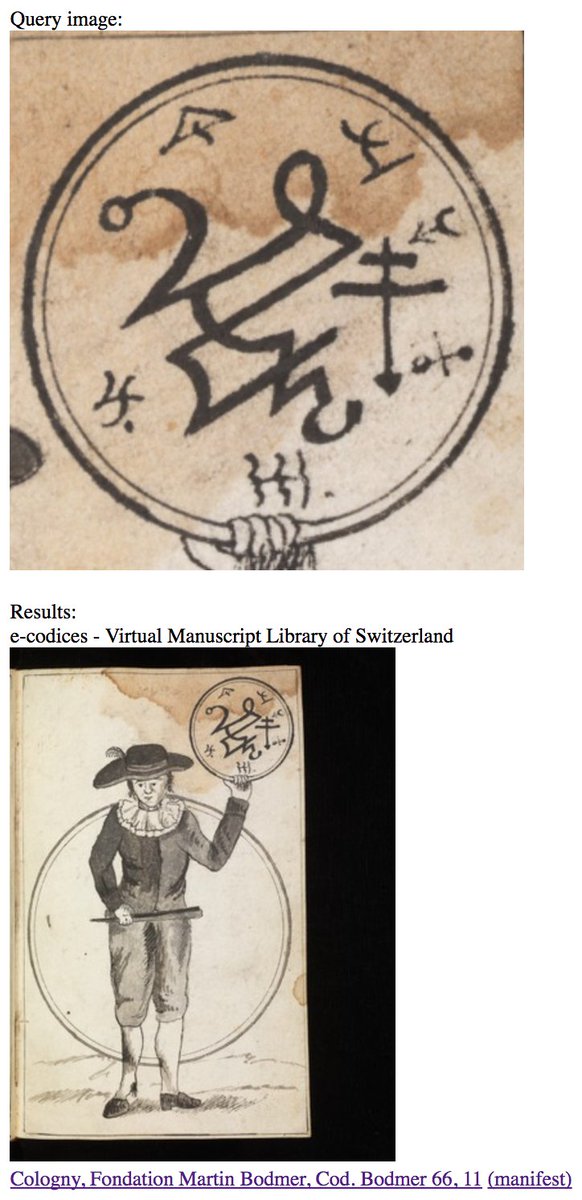 Query image:
Results:
e-codices - Virtual Manuscript Library of Switzerland
Cologny, Fondation Martin Bodmer, Cod. Bodmer 66, 11 (manifest)